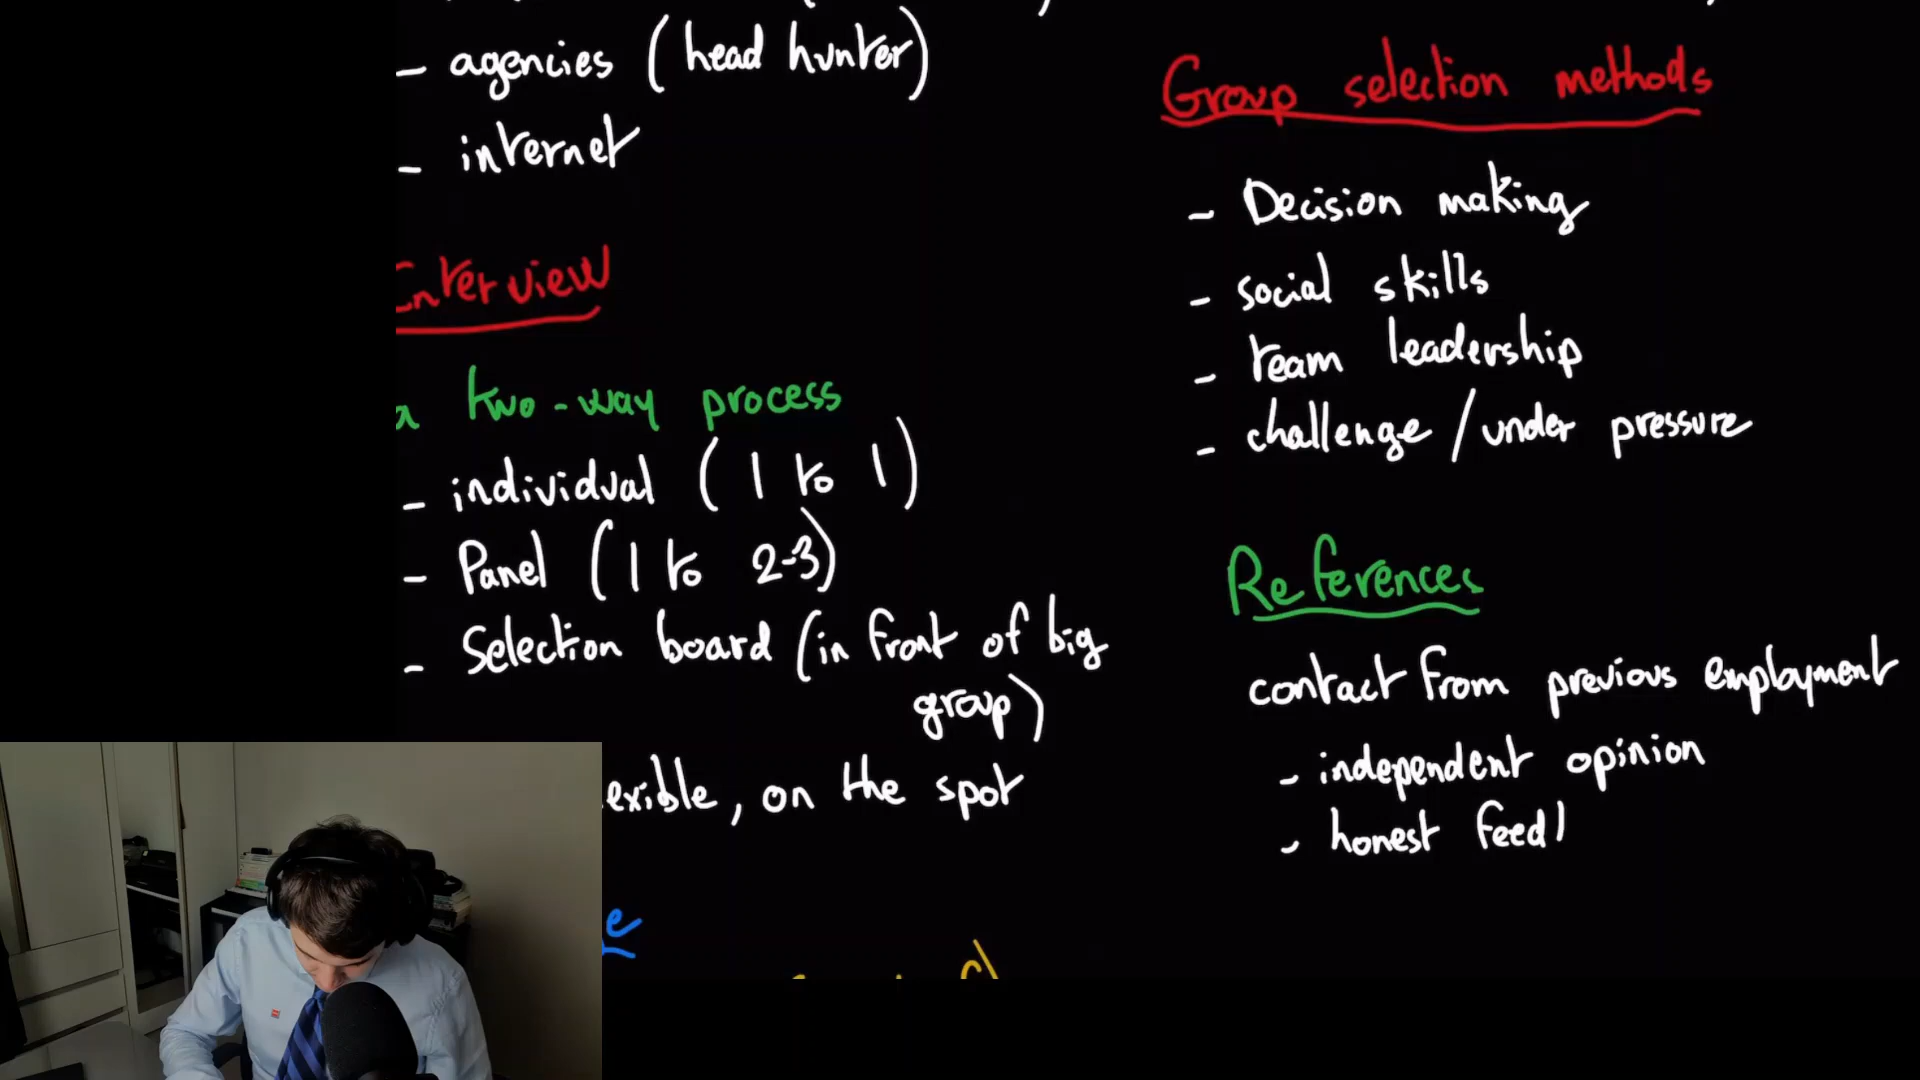 - agencies (head hunter)
- internet
Interview
a two-way process
- individual (1 to 1)
- Panel (1 to 2-3)
- Selection board (in front of big
group)
on the spot
Group selection methods
- Decision making
- social skills
- team leadership
- challenge / under pressure
References
contact from previous employment
- independent opinion
- honest